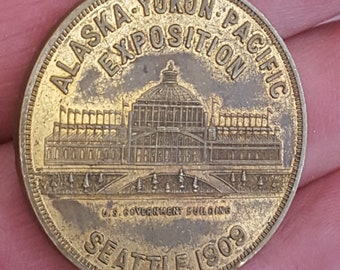 ALASKA · YUKON · PACIFIC
EXPOSITION
U.S. GOVERNMENT BUILDING
SEATTLE, 1909